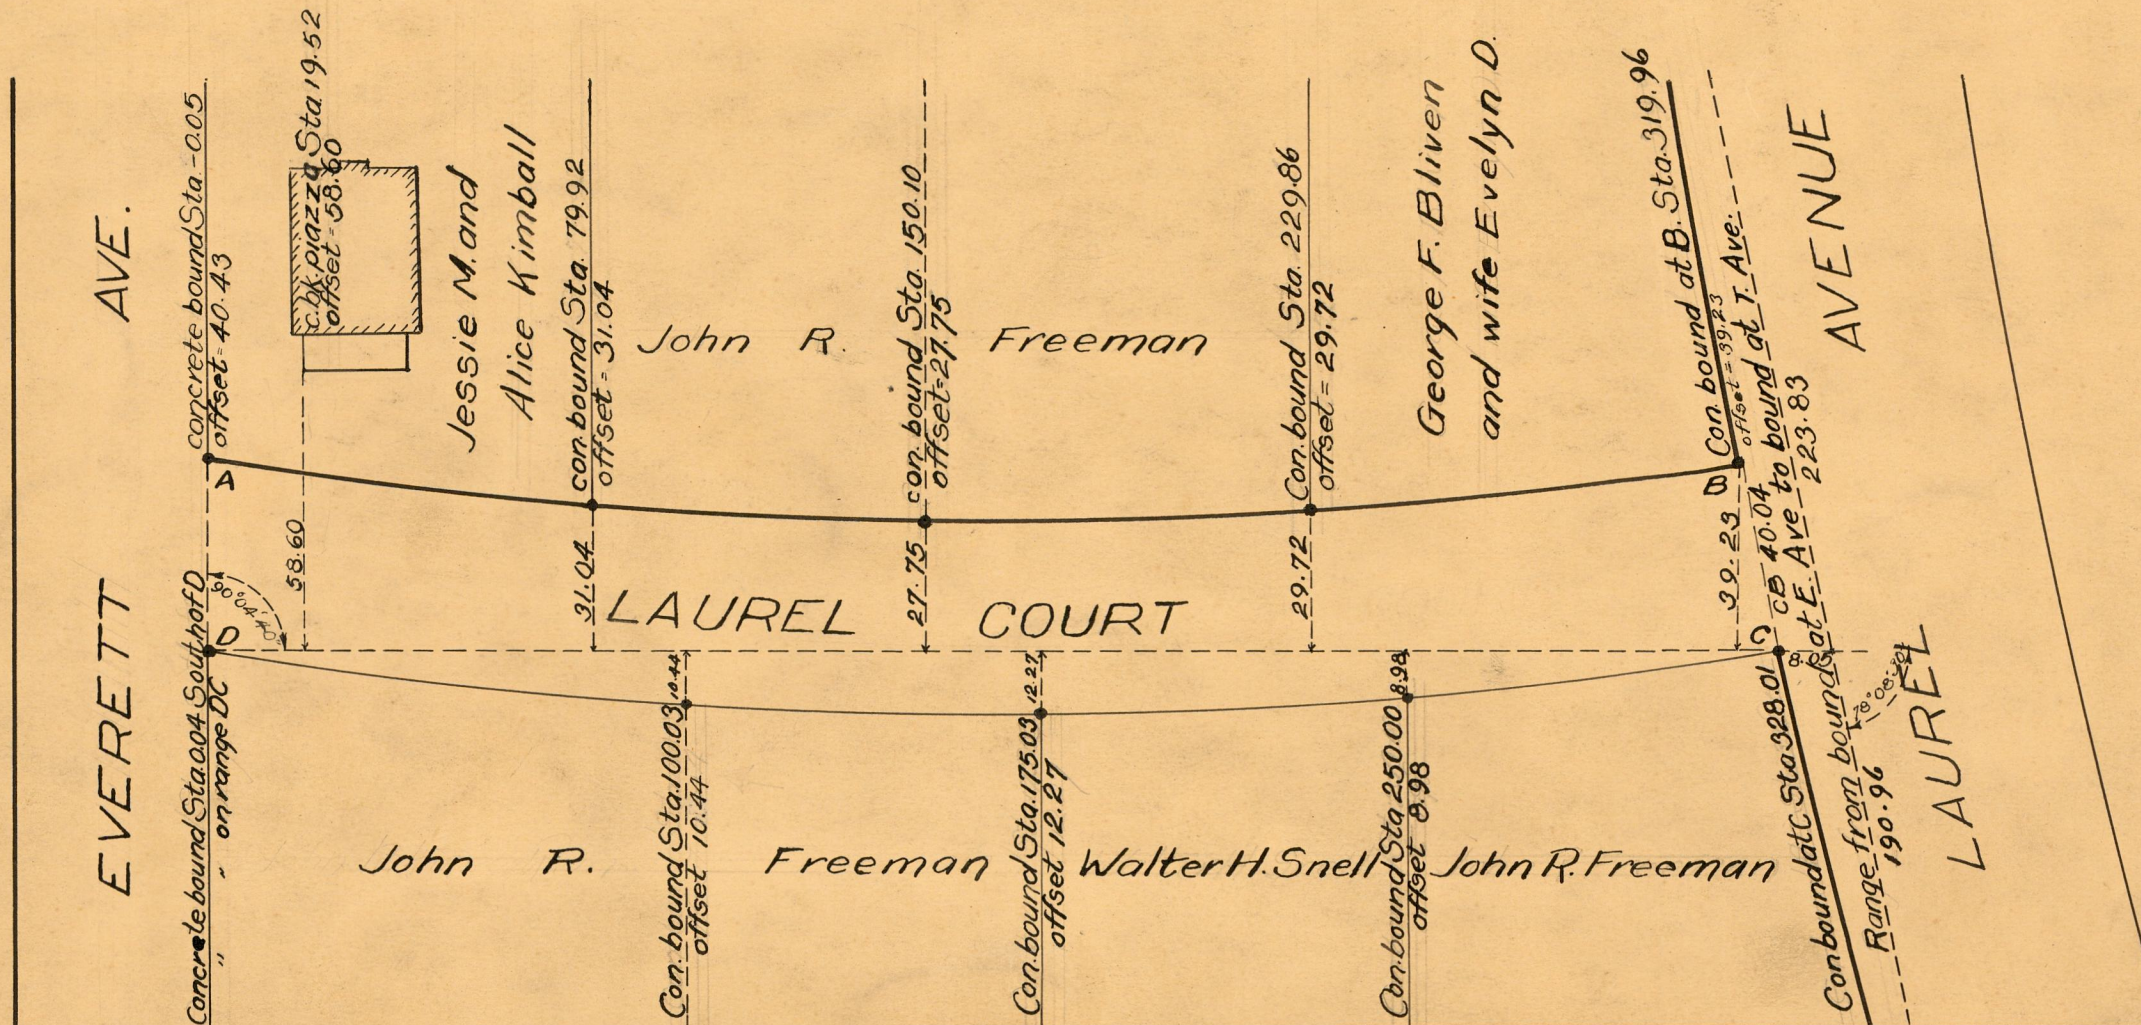 EVERETT AVE.
concrete bound Sta. -0.05
offset = 40.43
A
c.bk. piazza Sta 19.52
offset = 58.60
58.60
Jessie M. and
Alice Kimball
con. bound Sta. 79.92
offset = 31.04
31.04
John R. Freeman
con. bound Sta. 150.10
offset = 27.75
27.75
Con. bound Sta. 229.86
offset = 29.72
29.72
George F. Bliven
and wife Evelyn D.
Con. bound at B. Sta. 319.96
offset = 39.23
B
39.23
CB 40.04
Range from bound at E. Ave to bound at T. Ave.
190.96
223.83
LAUREL AVENUE
LAUREL COURT
D
90°04'
C
8.05
Concrete bound Sta 0.04 South of D
" " " on range DC
10.44
Con. bound Sta. 100.03
offset 10.44
12.27
Con. bound Sta. 175.03
offset 12.27
8.98
Con. bound Sta 250.00
offset 8.98
Con bound at C Sta. 328.01
John R. Freeman
Walter H. Snell
John R. Freeman